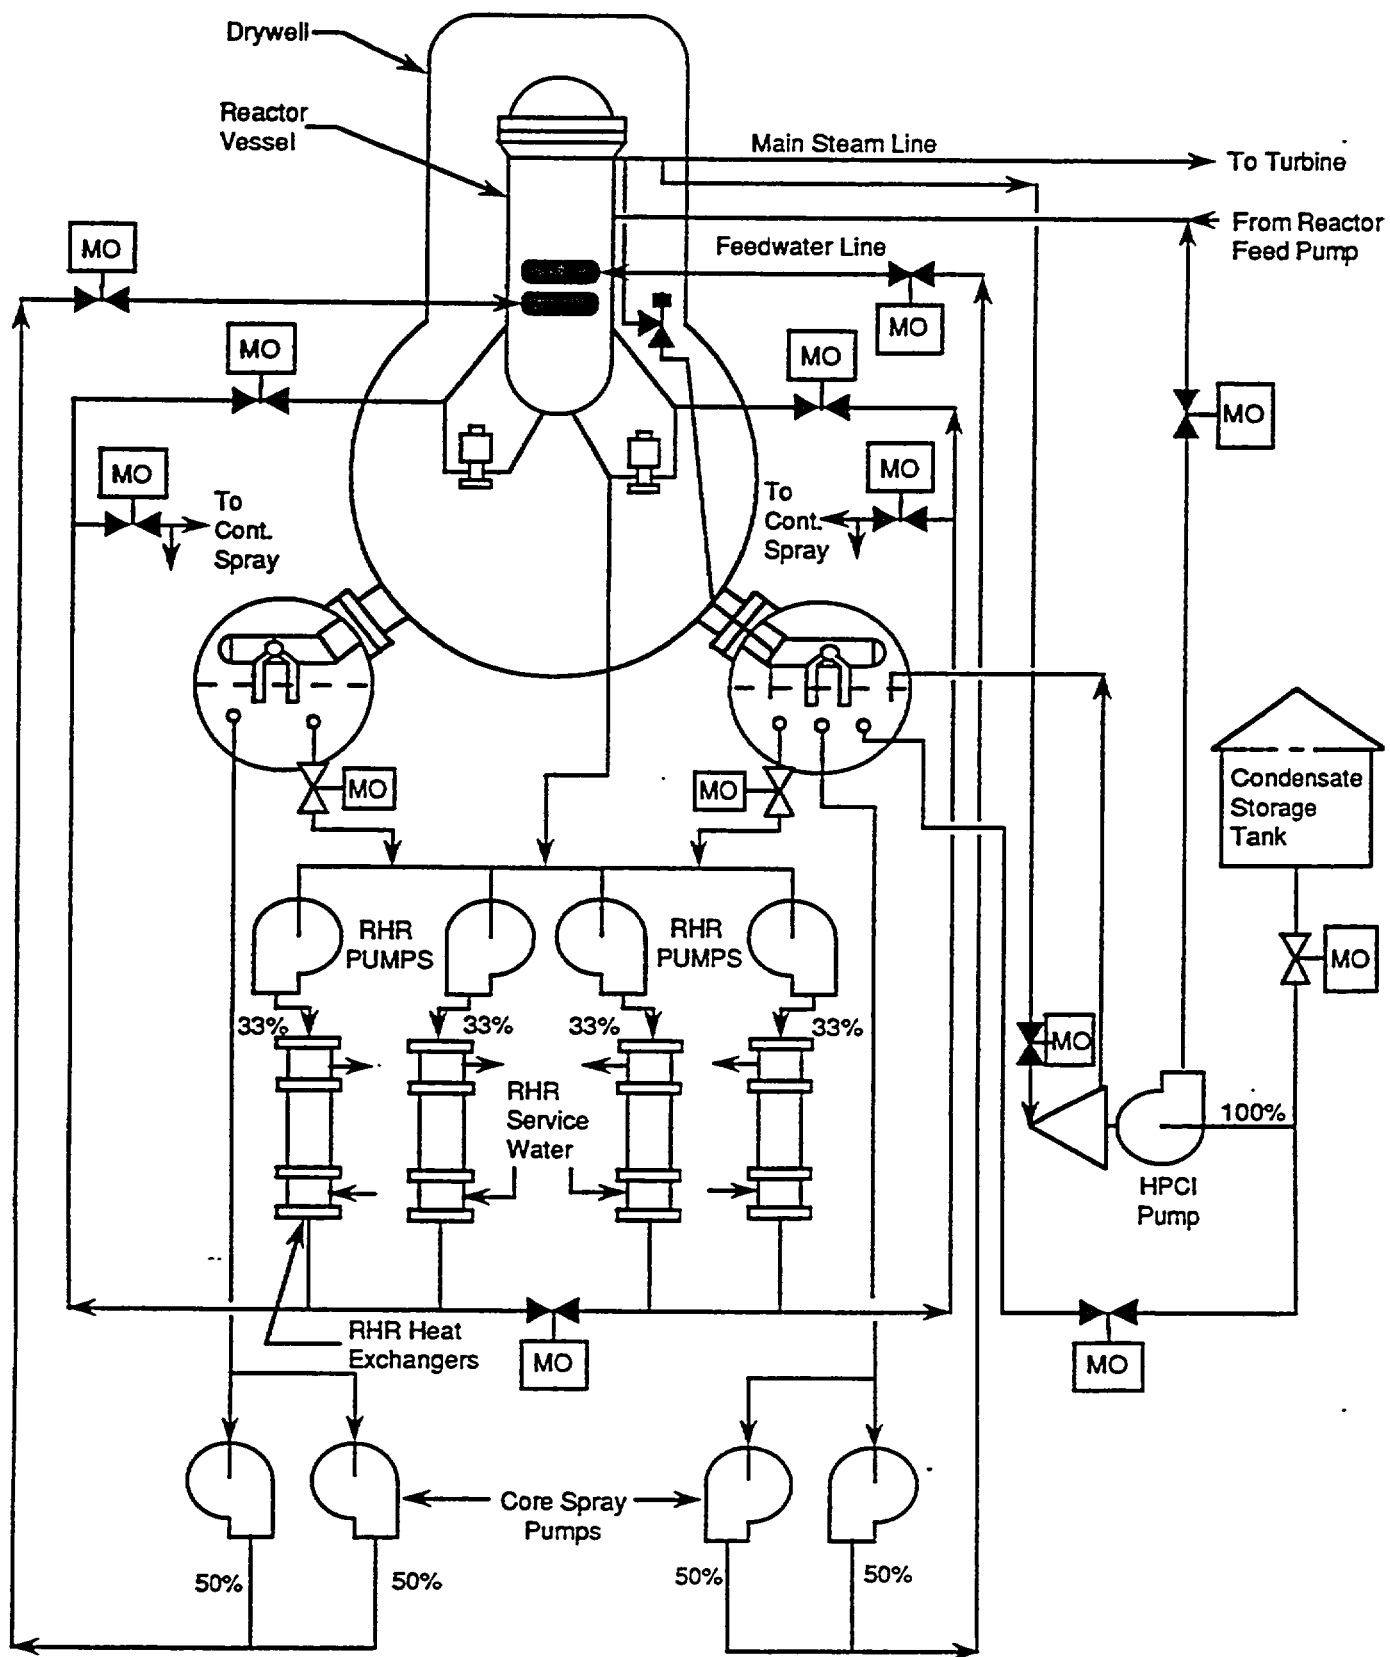 Drywell
Reactor
Vessel
Main Steam Line
To Turbine
From Reactor
Feed Pump
Feedwater Line
MO
MO
MO
MO
MO
MO
MO
To
Cont.
Spray
To
Cont.
Spray
MO
MO
Condensate
Storage
Tank
RHR
PUMPS
RHR
PUMPS
MO
33%
33%
33%
33%
MO
RHR
Service
Water
100%
HPCI
Pump
RHR Heat
Exchangers
MO
MO
Core Spray
Pumps
50%
50%
50%
50%